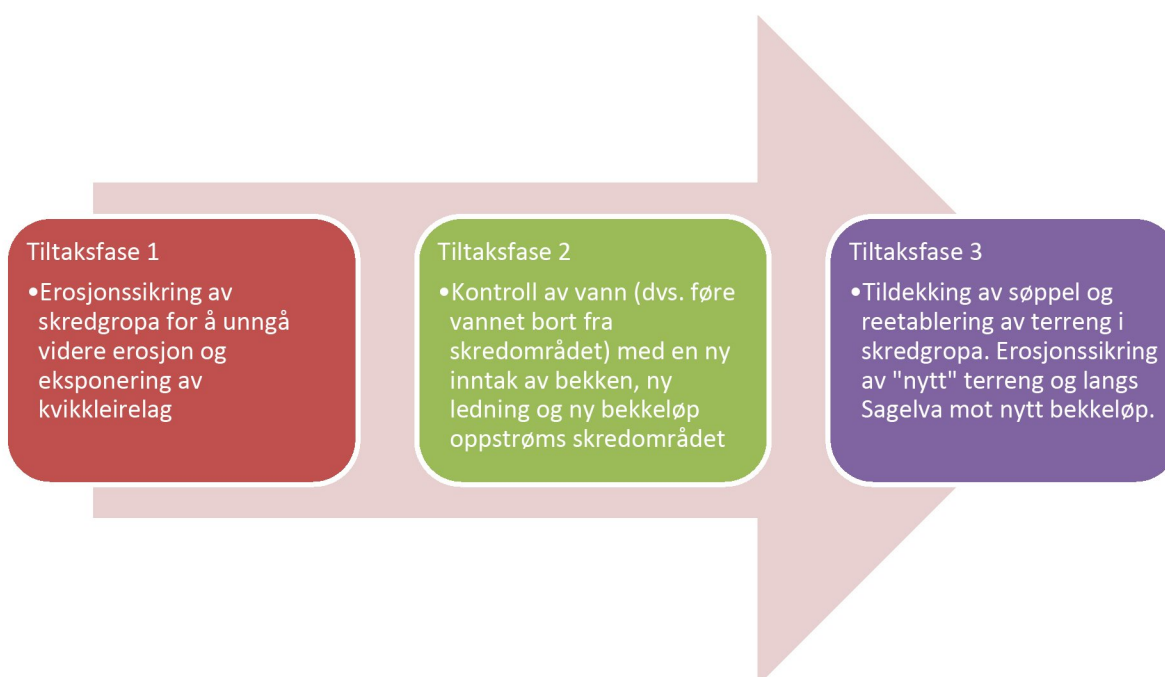 Tiltaksfase 1
•Erosjonssikring av
skredgropa for å unngå
videre erosjon og
eksponering av
kvikkleirelag
Tiltaksfase 2
•Kontroll av vann (dvs. føre
vannet bort fra
skredområdet) med en ny
inntak av bekken, ny
ledning og ny bekkeløp
oppstrøms skredområdet
Tiltaksfase 3
•Tildekking av søppel og
reetablering av terreng i
skredgropa. Erosjonssikring
av "nytt" terreng og langs
Sagelva mot nytt bekkeløp.